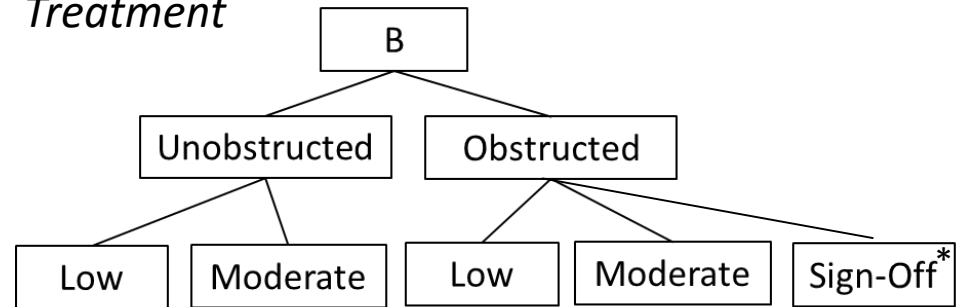 Treatment
B
Unobstructed Obstructed
Low Moderate Low Moderate Sign-Off*